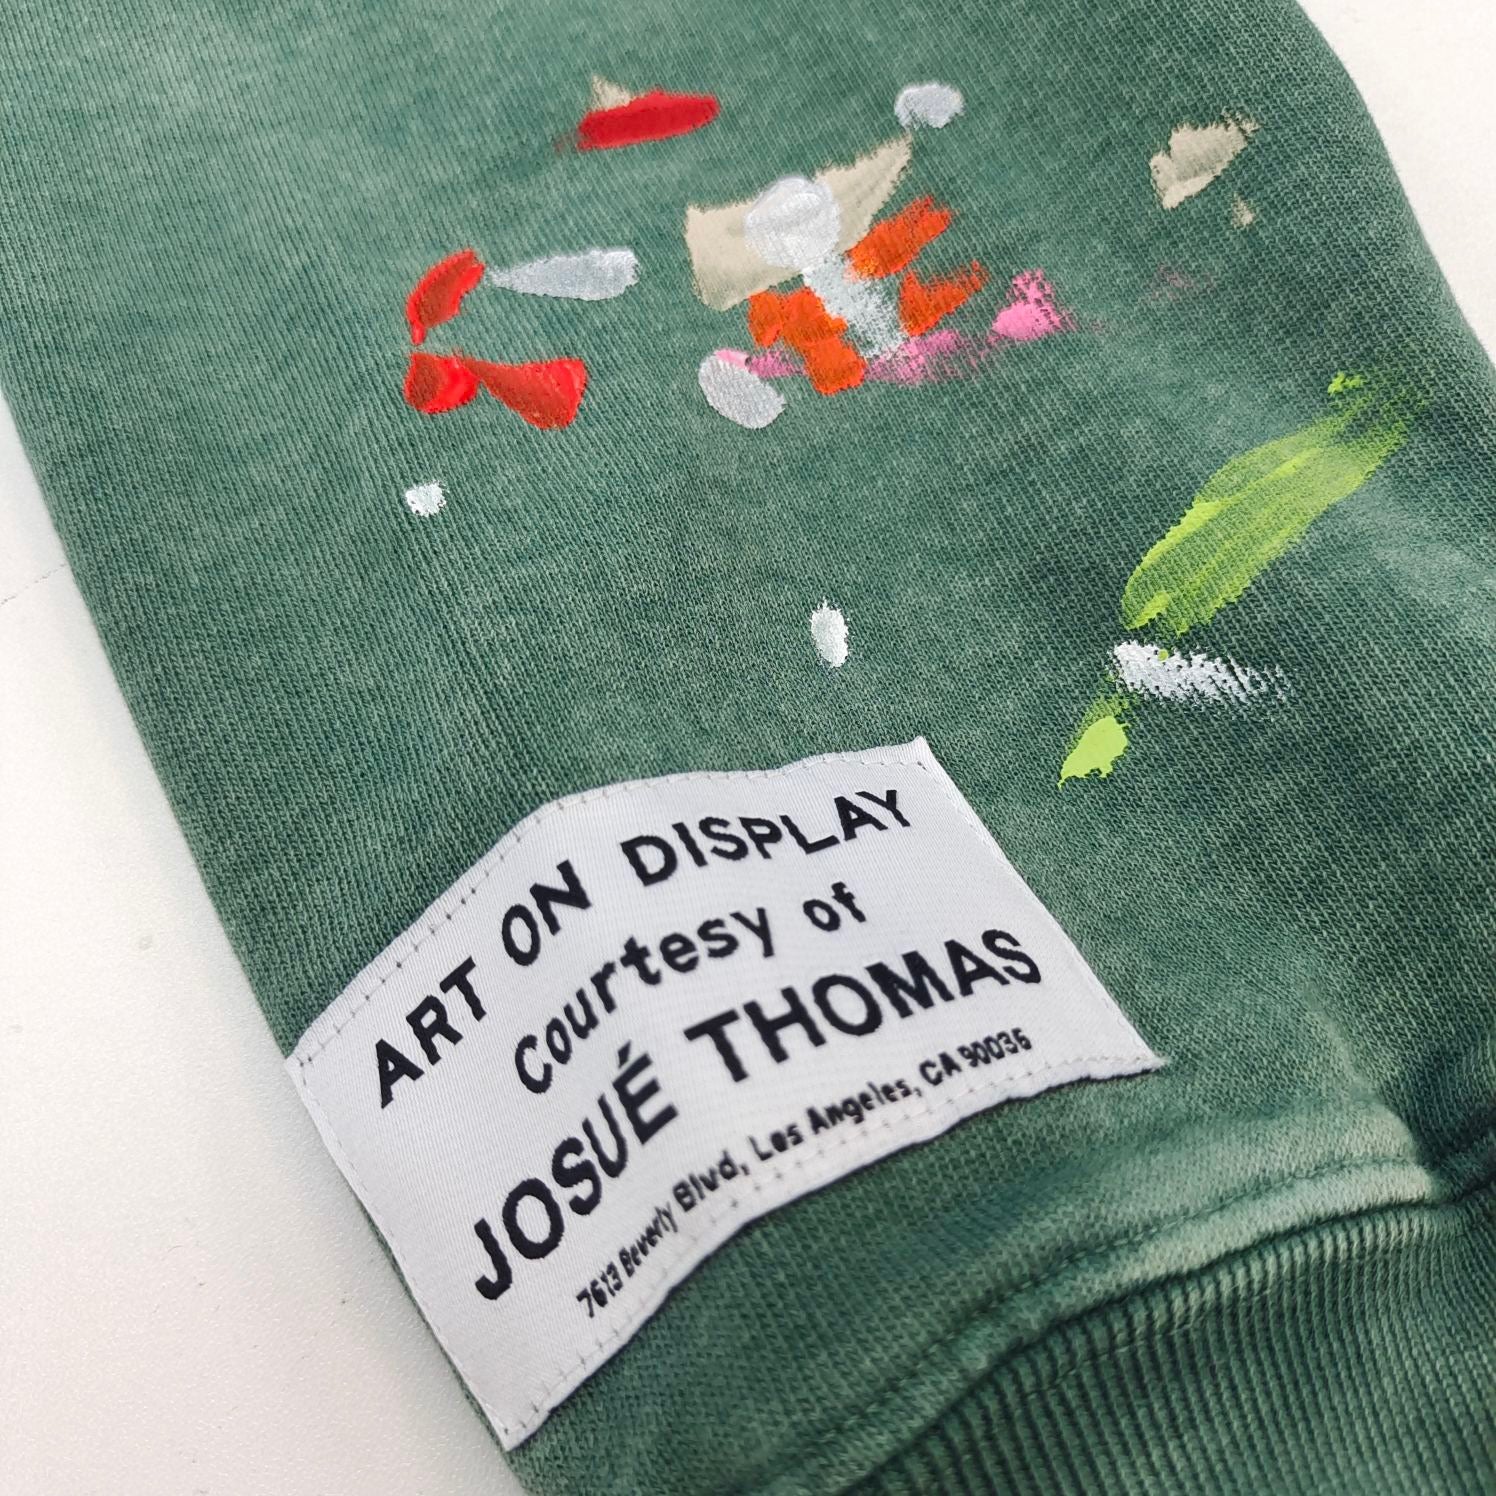 ART ON DISPLAY
courtesy of
JOSUÉ THOMAS
7613 Beverly Blvd, Los Angeles, CA 90036